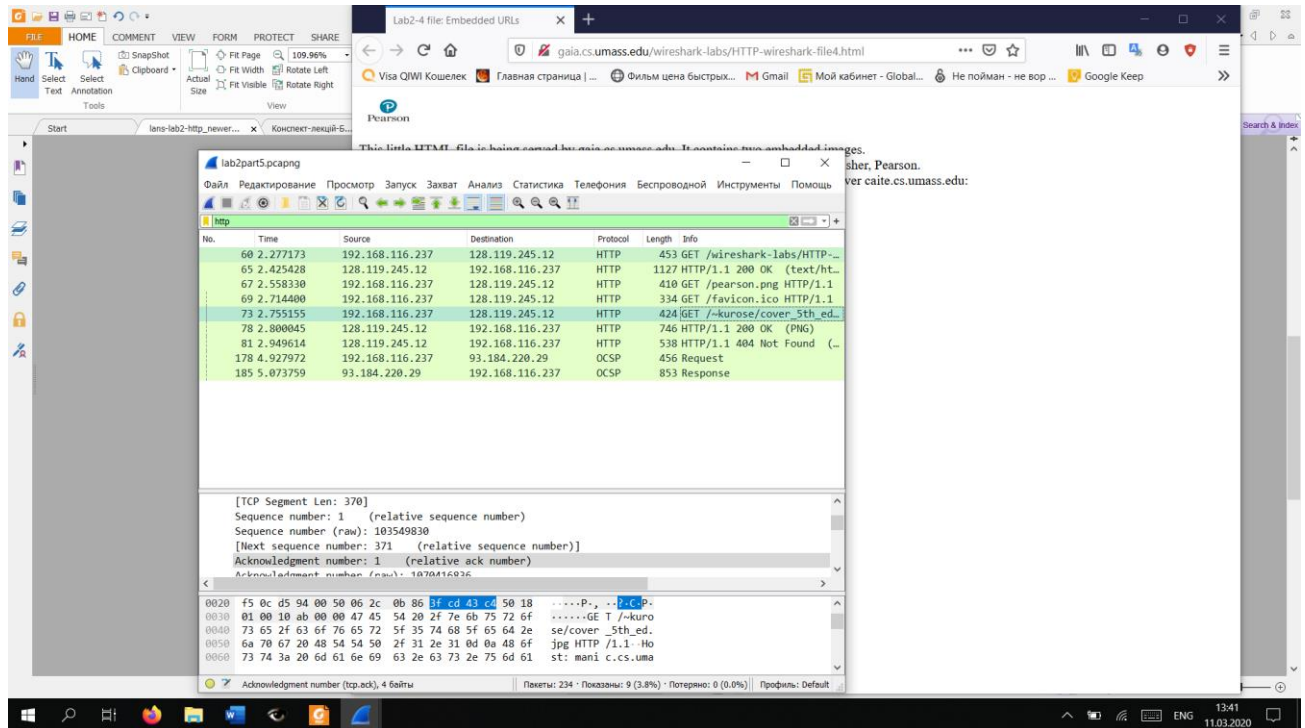 FILE HOME COMMENT VIEW FORM PROTECT SHARE
Hand
Select Text
Select Annotation
SnapShot
Clipboard
Tools
Actual Size
Fit Page
Fit Width
Fit Visible
109.96%
Rotate Left
Rotate Right
View
Start
lans-lab2-http_newer...
Конспект-лекцій-Б...
Search & Index
Lab2-4 file: Embedded URLs
gaia.cs.umass.edu/wireshark-labs/HTTP-wireshark-file4.html
Visa QIWI Кошелек Главная страница | ... Фильм цена быстрых... Gmail Мой кабинет - Global... Не пойман - не вор ... Google Keep
Pearson
This little HTML file is being served by gaia.cs.umass.edu. It contains two embedded images.
sher, Pearson.
ver caite.cs.umass.edu:
lab2part5.pcapng
Файл Редактирование Просмотр Запуск Захват Анализ Статистика Телефония Беспроводной Инструменты Помощь
http
No. Time Source Destination Protocol Length Info
60 2.277173 192.168.116.237 128.119.245.12 HTTP 453 GET /wireshark-labs/HTTP-...
65 2.425428 128.119.245.12 192.168.116.237 HTTP 1127 HTTP/1.1 200 OK (text/ht...
67 2.558330 192.168.116.237 128.119.245.12 HTTP 410 GET /pearson.png HTTP/1.1
69 2.714400 192.168.116.237 128.119.245.12 HTTP 334 GET /favicon.ico HTTP/1.1
73 2.755155 192.168.116.237 128.119.245.12 HTTP 424 GET /~kurose/cover_5th_ed...
78 2.800045 128.119.245.12 192.168.116.237 HTTP 746 HTTP/1.1 200 OK (PNG)
81 2.949614 128.119.245.12 192.168.116.237 HTTP 538 HTTP/1.1 404 Not Found (...
178 4.927972 192.168.116.237 93.184.220.29 OCSP 456 Request
185 5.073759 93.184.220.29 192.168.116.237 OCSP 853 Response
[TCP Segment Len: 370]
Sequence number: 1 (relative sequence number)
Sequence number (raw): 103549830
[Next sequence number: 371 (relative sequence number)]
Acknowledgment number: 1 (relative ack number)
Acknowledgment number (raw): 1070416836
0020 f5 0c d5 94 00 50 06 2c 0b 86 3f cd 43 c4 50 18 ·····P·, ··?·C·P·
0030 01 00 10 ab 00 00 47 45 54 20 2f 7e 6b 75 72 6f ······GE T /~kuro
0040 73 65 2f 63 6f 76 65 72 5f 35 74 68 5f 65 64 2e se/cover _5th_ed.
0050 6a 70 67 20 48 54 54 50 2f 31 2e 31 0d 0a 48 6f jpg HTTP /1.1··Ho
0060 73 74 3a 20 6d 61 6e 69 63 2e 63 73 2e 75 6d 61 st: mani c.cs.uma
Acknowledgment number (tcp.ack), 4 байты
Пакеты: 234 · Показаны: 9 (3.8%) · Потеряно: 0 (0.0%)
Профиль: Default
ENG
13:41
11.03.2020